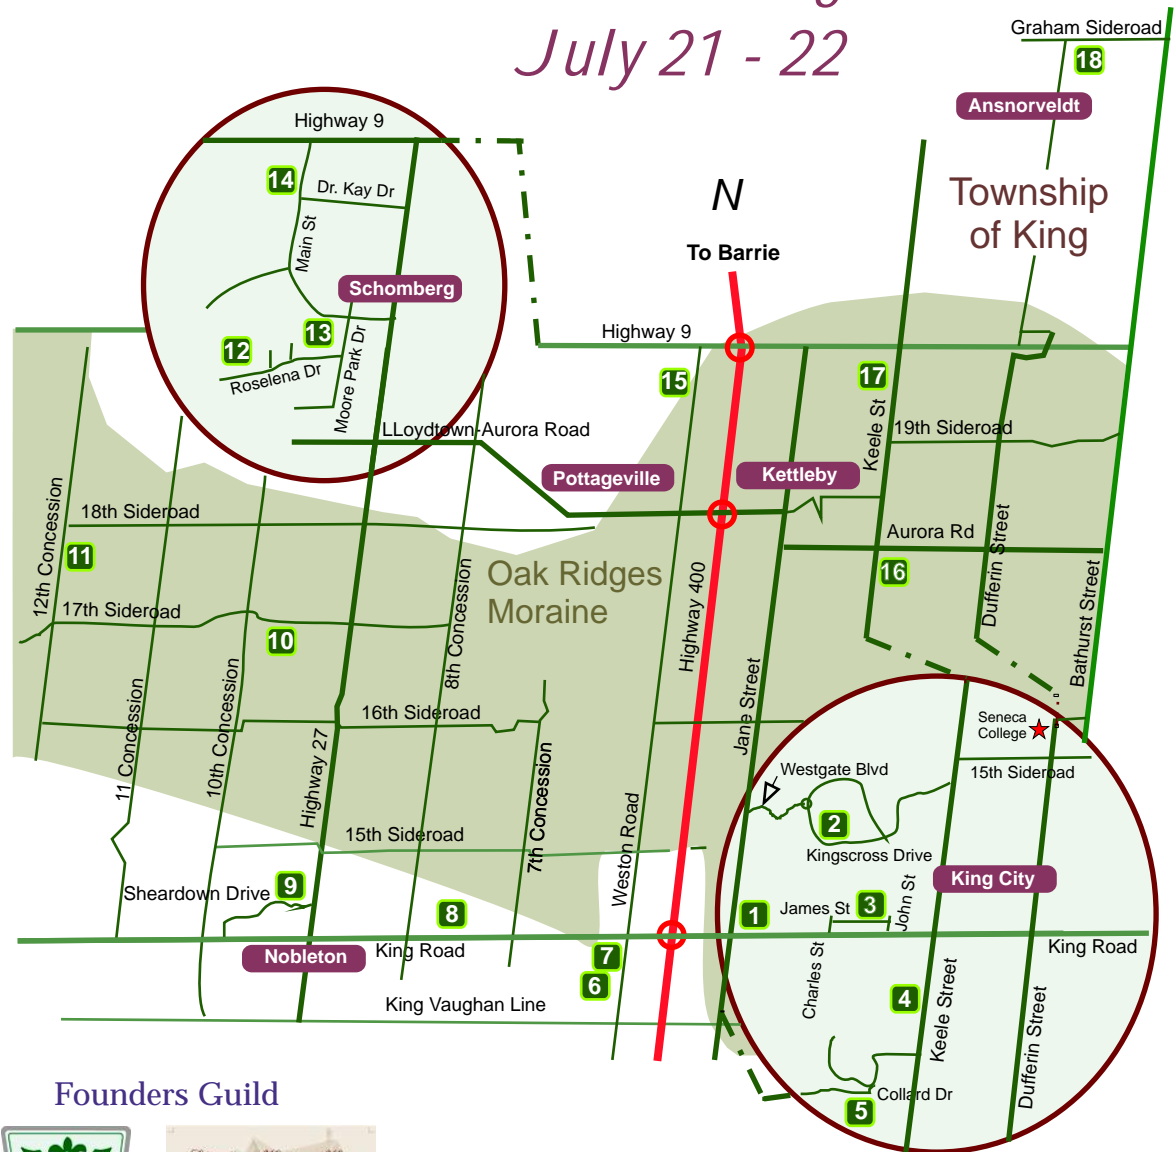 July 21 - 22
Graham Sideroad
18
Ansnorveldt
Highway 9
14
Dr. Kay Dr
Main St
Schomberg
13
12
Roselena Dr
Moore Park Dr
N
To Barrie
Township
of King
Highway 9
15
17
Keele St
19th Sideroad
LLoydtown-Aurora Road
Pottageville
Kettleby
18th Sideroad
11
12th Concession
17th Sideroad
10
8th Concession
Oak Ridges
Moraine
Highway 400
Aurora Rd
16
Dufferin Street
Bathurst Street
Jane Street
16th Sideroad
11 Concession
10th Concession
Highway 27
7th Concession
15th Sideroad
Weston Road
Seneca
College
15th Sideroad
Westgate Blvd
2
Kingscross Drive
King City
Sheardown Drive
9
8
1
James St
3
John St
Nobleton
King Road
King Road
7
6
Charles St
4
Keele Street
Dufferin Street
King Vaughan Line
Collard Dr
5
Founders Guild